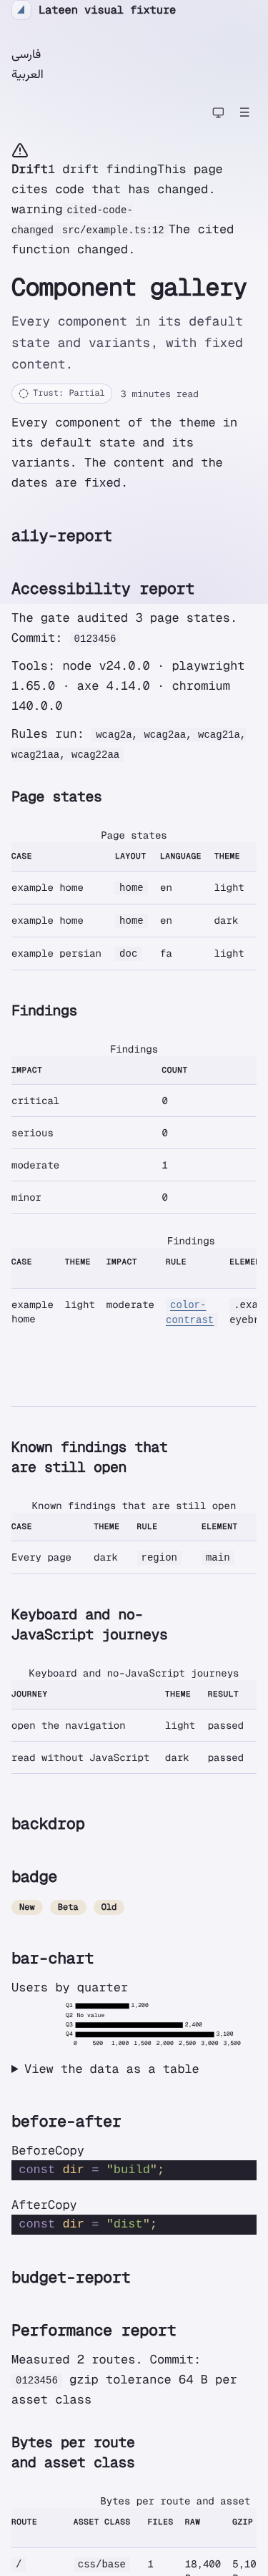 Lateen visual fixture
فارسی
العربية
Drift1 drift findingThis page
cites code that has changed.
warning cited-code-
changed src/example.ts:12 The cited
function changed.
Component gallery
Every component in its default
state and variants, with fixed
content.
Trust: Partial 3 minutes read
Every component of the theme in
its default state and its
variants. The content and the
dates are fixed.
a11y-report
Accessibility report
The gate audited 3 page states.
Commit: 0123456
Tools: node v24.0.0 · playwright
1.65.0 · axe 4.14.0 · chromium
140.0.0
Rules run: wcag2a, wcag2aa, wcag21a,
wcag21aa, wcag22aa
Page states
Page states
CASE LAYOUT LANGUAGE THEME
example home home en light
example home home en dark
example persian doc fa light
Findings
Findings
IMPACT COUNT
critical 0
serious 0
moderate 1
minor 0
Findings
CASE THEME IMPACT RULE
example light moderate color-
home contrast
Known findings that
are still open
Known findings that are still open
CASE THEME RULE ELEMENT
Every page dark region main
Keyboard and no-
JavaScript journeys
Keyboard and no-JavaScript journeys
JOURNEY THEME RESULT
open the navigation light passed
read without JavaScript dark passed
backdrop
badge
New Beta Old
bar-chart
Users by quarter
Q1 1,200
Q2 No value
Q3 2,400
Q4 3,100
0 500 1,000 1,500 2,000 2,500 3,000 3,500
View the data as a table
before-after
BeforeCopy
const dir = "build";
AfterCopy
const dir = "dist";
budget-report
Performance report
Measured 2 routes. Commit:
0123456 gzip tolerance 64 B per
asset class
Bytes per route
and asset class
Bytes per route and asset
ROUTE ASSET CLASS FILES RAW GZIP
/ css/base 1 18,400